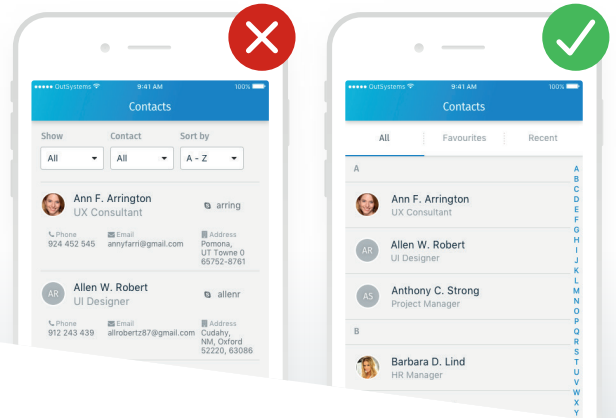 OutSystems 9:41 AM 100%
Contacts
Show Contact Sort by
All All A - Z
Ann F. Arrington
UX Consultant
arring
Phone Email Address
924 452 545 annyfarri@gmail.com Pomona,
UT Towne 0
65752-8761
AR Allen W. Robert
UI Designer
allenr
Phone Email Address
912 243 439 allrobertz87@gmail.com Cudahy,
NM, Oxford
52220, 63086
OutSystems 9:41 AM 100%
Contacts
All Favourites Recent
A
Ann F. Arrington
UX Consultant
AR Allen W. Robert
UI Designer
AS Anthony C. Strong
Project Manager
B
Barbara D. Lind
HR Manager
A
B
C
D
E
F
G
H
I
J
K
L
M
N
O
P
Q
R
S
T
U
V
W
X
Y